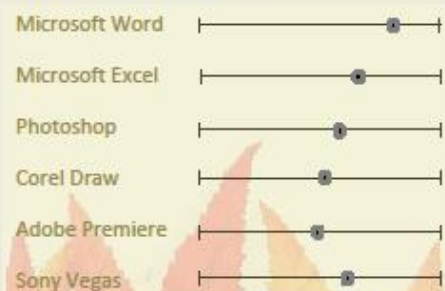 Microsoft Word
Microsoft Excel
Photoshop
Corel Draw
Adobe Premiere
Sony Vegas